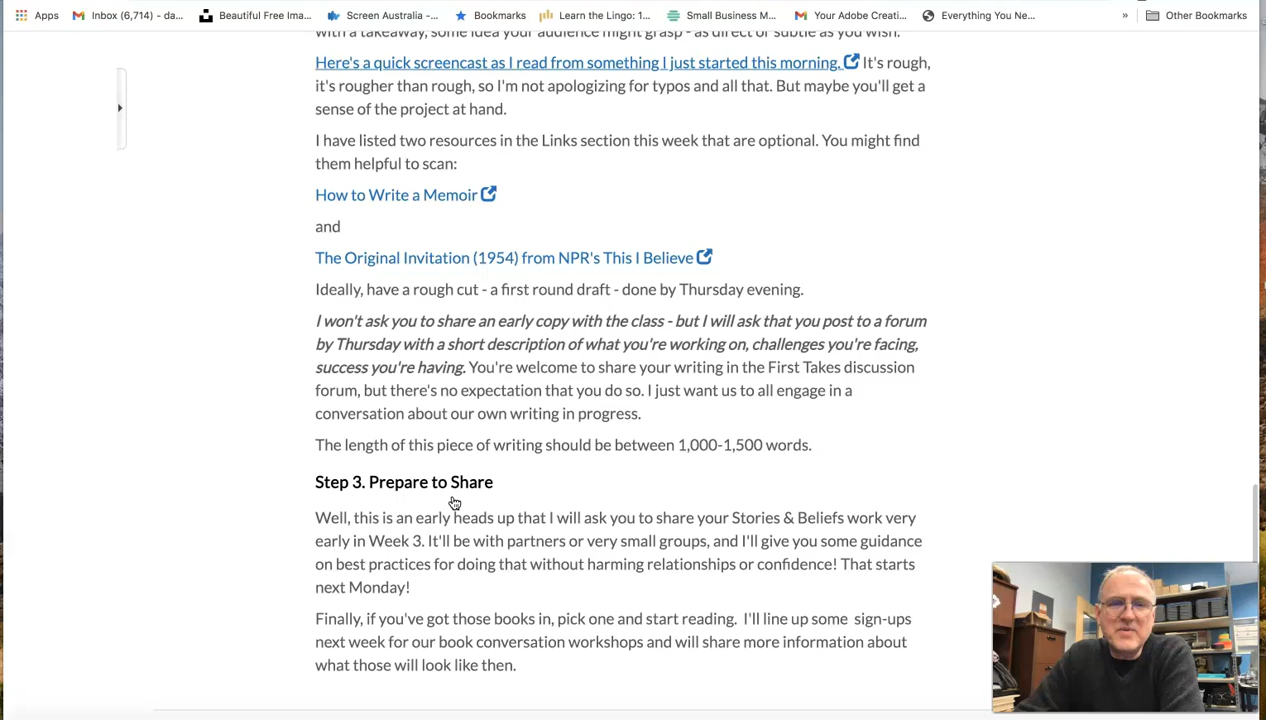 Apps Inbox (6,714) - da... Beautiful Free Ima... Screen Australia -... Bookmarks Learn the Lingo: 1... Small Business M... Your Adobe Creati... Everything You Ne... » Other Bookmarks
with a takeaway, some idea your audience might grasp - as direct or subtle as you wish.
Here's a quick screencast as I read from something I just started this morning. It's rough,
it's rougher than rough, so I'm not apologizing for typos and all that. But maybe you'll get a
sense of the project at hand.
I have listed two resources in the Links section this week that are optional. You might find
them helpful to scan:
How to Write a Memoir
and
The Original Invitation (1954) from NPR's This I Believe
Ideally, have a rough cut - a first round draft - done by Thursday evening.
I won't ask you to share an early copy with the class - but I will ask that you post to a forum
by Thursday with a short description of what you're working on, challenges you're facing,
success you're having. You're welcome to share your writing in the First Takes discussion
forum, but there's no expectation that you do so. I just want us to all engage in a
conversation about our own writing in progress.
The length of this piece of writing should be between 1,000-1,500 words.
Step 3. Prepare to Share
Well, this is an early heads up that I will ask you to share your Stories & Beliefs work very
early in Week 3. It'll be with partners or very small groups, and I'll give you some guidance
on best practices for doing that without harming relationships or confidence! That starts
next Monday!
Finally, if you've got those books in, pick one and start reading. I'll line up some sign-ups
next week for our book conversation workshops and will share more information about
what those will look like then.